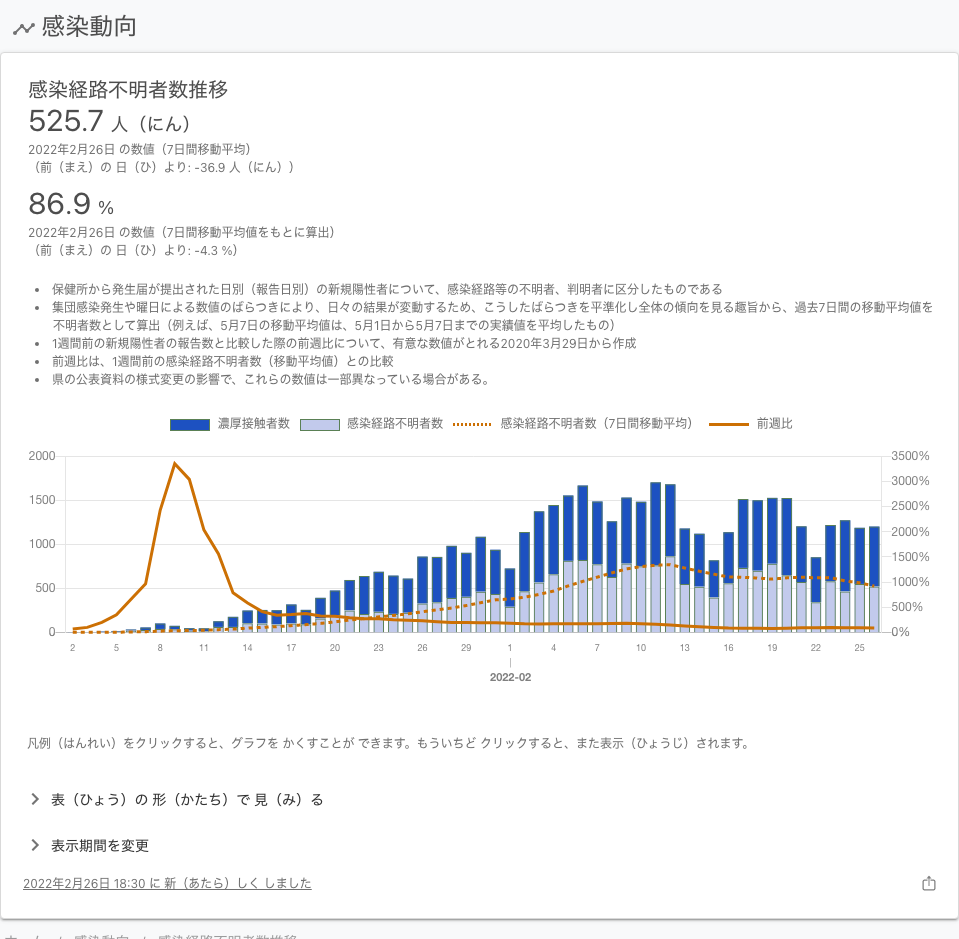 感染動向
感染経路不明者数推移
525.7 人（にん）
2022年2月26日 の数値（7日間移動平均）
（前（まえ）の 日（ひ）より: -36.9 人（にん））
86.9 %
2022年2月26日 の数値（7日間移動平均値をもとに算出）
（前（まえ）の 日（ひ）より: -4.3 %）
• 保健所から発生届が提出された日別（報告日別）の新規陽性者について、感染経路等の不明者、判明者に区分したものである
• 集団感染発生や曜日による数値のばらつきにより、日々の結果が変動するため、こうしたばらつきを平準化し全体の傾向を見る趣旨から、過去7日間の移動平均値を
不明者数として算出（例えば、5月7日の移動平均値は、5月1日から5月7日までの実績値を平均したもの）
• 1週間前の新規陽性者の報告数と比較した際の前週比について、有意な数値がとれる2020年3月29日から作成
• 前週比は、1週間前の感染経路不明者数（移動平均値）との比較
• 県の公表資料の様式変更の影響で、これらの数値は一部異なっている場合がある。
濃厚接触者数 感染経路不明者数 感染経路不明者数（7日間移動平均） 前週比
2000 3500%
3000%
1500 2500%
2000%
1000 1500%
1000%
500 500%
0 0%
2 5 8 11 14 17 20 23 26 29 1 4 7 10 13 16 19 22 25
2022-02
凡例（はんれい）をクリックすると、グラフを かくすことが できます。もういちど クリックすると、また表示（ひょうじ）されます。
表（ひょう）の 形（かたち）で 見（み）る
表示期間を変更
2022年2月26日 18:30 に 新（あたら）しく しました